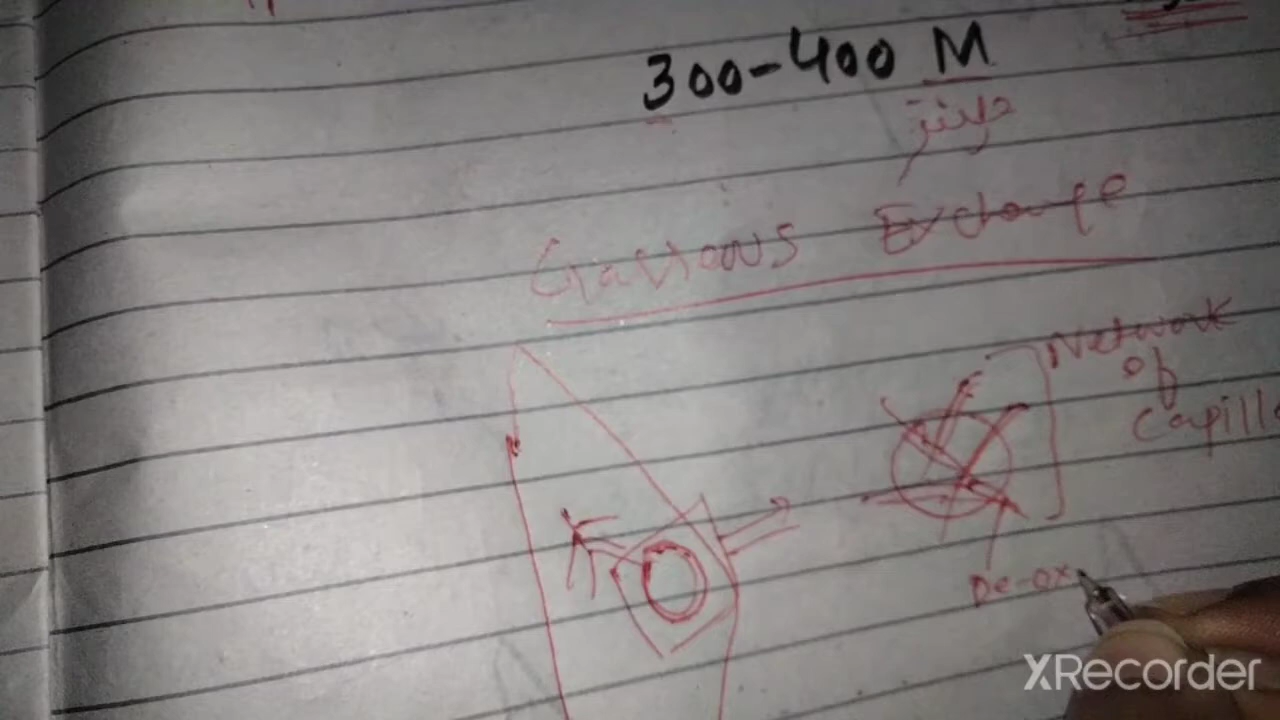 300-400 M
Gaseous Exchange
Network
of
Capill
De-ox
XRecorder